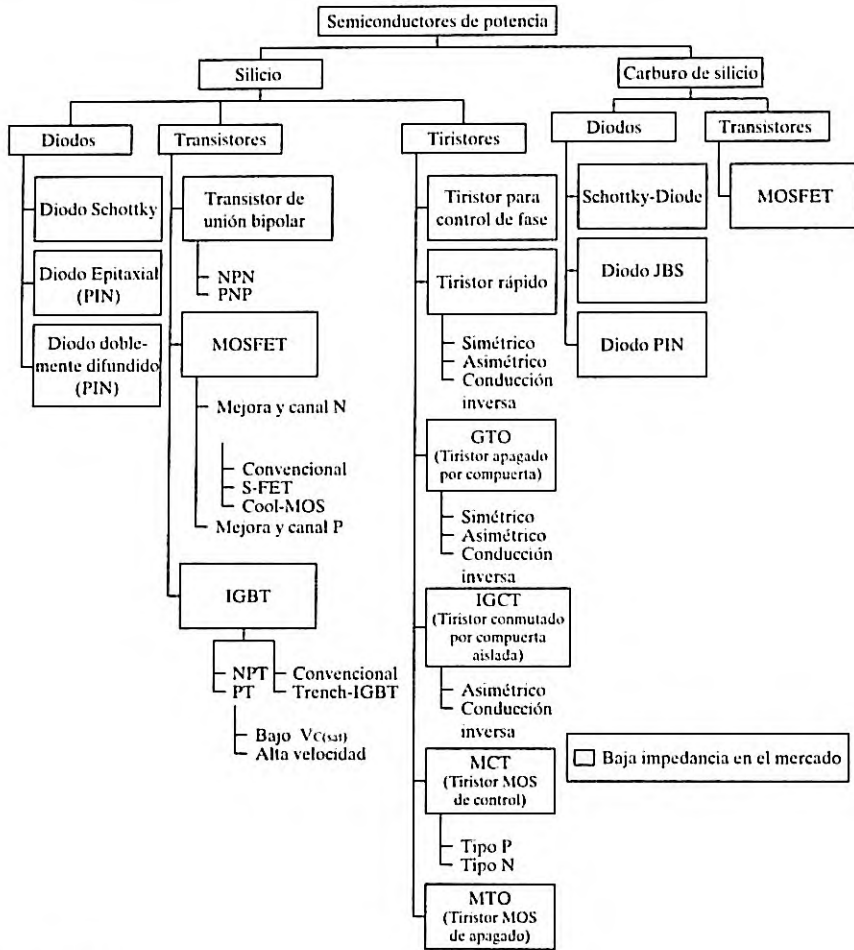 Semiconductores de potencia
Silicio
Carburo de silicio
Diodos
Transistores
Tiristores
Diodos
Transistores
Diodo Schottky
Diodo Epitaxial
(PIN)
Diodo doble-
mente difundido
(PIN)
Transistor de
unión bipolar
NPN
PNP
MOSFET
Mejora y canal N
Convencional
S-FET
Cool-MOS
Mejora y canal P
IGBT
NPT
PT
Convencional
Trench-IGBT
Bajo VC(sat)
Alta velocidad
Tiristor para
control de fase
Tiristor rápido
Simétrico
Asimétrico
Conducción
inversa
GTO
(Tiristor apagado
por compuerta)
Simétrico
Asimétrico
Conducción
inversa
IGCT
(Tiristor conmutado
por compuerta
aislada)
Asimétrico
Conducción
inversa
MCT
(Tiristor MOS
de control)
Tipo P
Tipo N
MTO
(Tiristor MOS
de apagado)
Schottky-Diode
Diodo JBS
Diodo PIN
MOSFET
Baja impedancia en el mercado